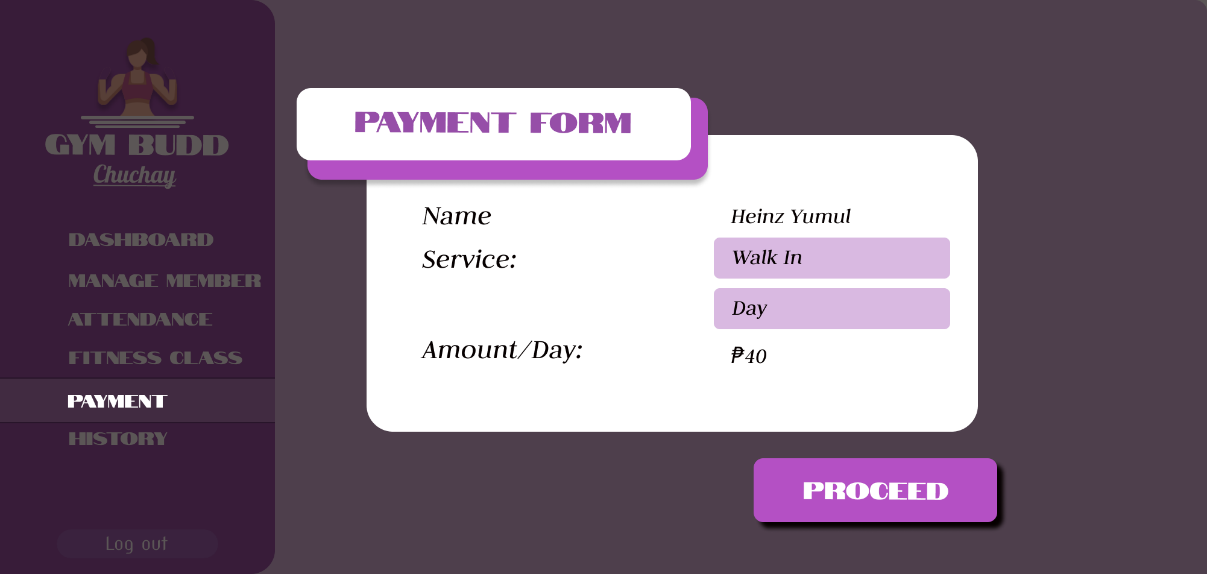 GYM BUDD
Chuchay
DASHBOARD
MANAGE MEMBER
ATTENDANCE
FITNESS CLASS
PAYMENT
HISTORY
Log out
PAYMENT FORM
Name Heinz Yumul
Service: Walk In
Day
Amount/Day: ₱40
PROCEED